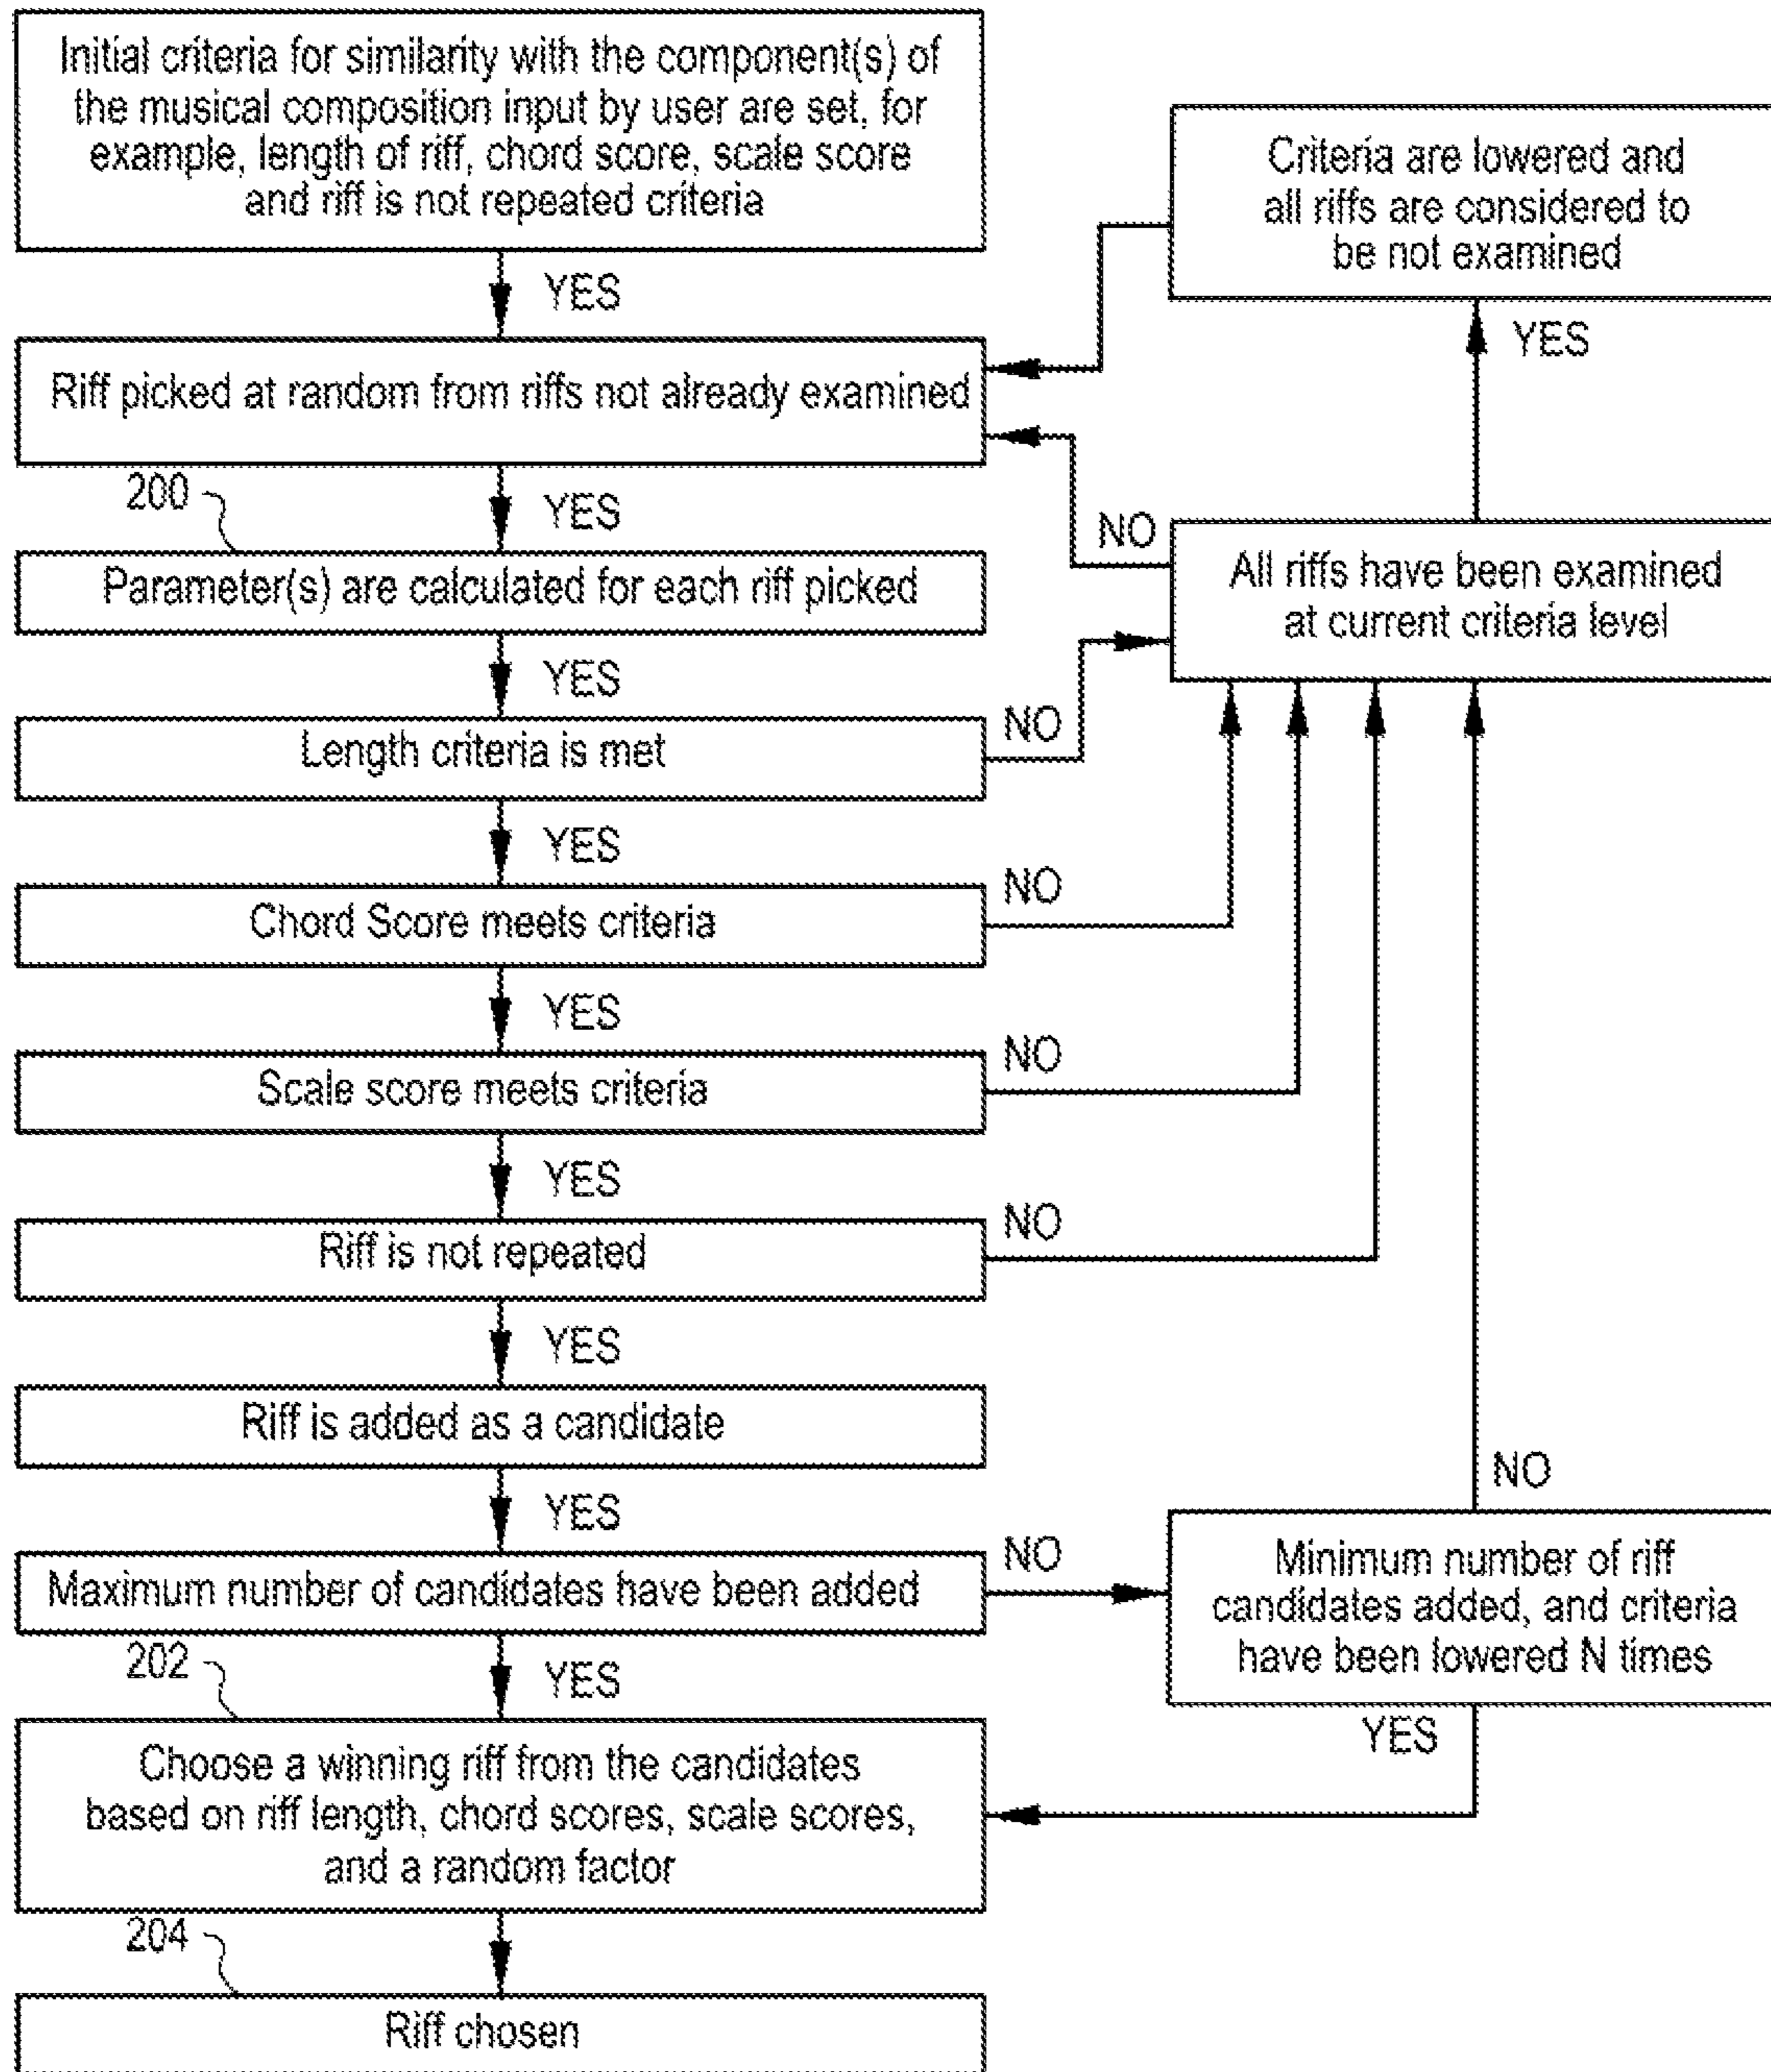 Initial criteria for similarity with the component(s) of
the musical composition input by user are set, for
example, length of riff, chord score, scale score
and riff is not repeated criteria
YES
Riff picked at random from riffs not already examined
200
YES
Parameter(s) are calculated for each riff picked
YES
Length criteria is met
NO
YES
Chord Score meets criteria
NO
YES
Scale score meets criteria
NO
YES
Riff is not repeated
NO
YES
Riff is added as a candidate
YES
Maximum number of candidates have been added
NO
202
YES
Choose a winning riff from the candidates
based on riff length, chord scores, scale scores,
and a random factor
204
Riff chosen
Criteria are lowered and
all riffs are considered to
be not examined
YES
NO
All riffs have been examined
at current criteria level
NO
Minimum number of riff
candidates added, and criteria
have been lowered N times
YES